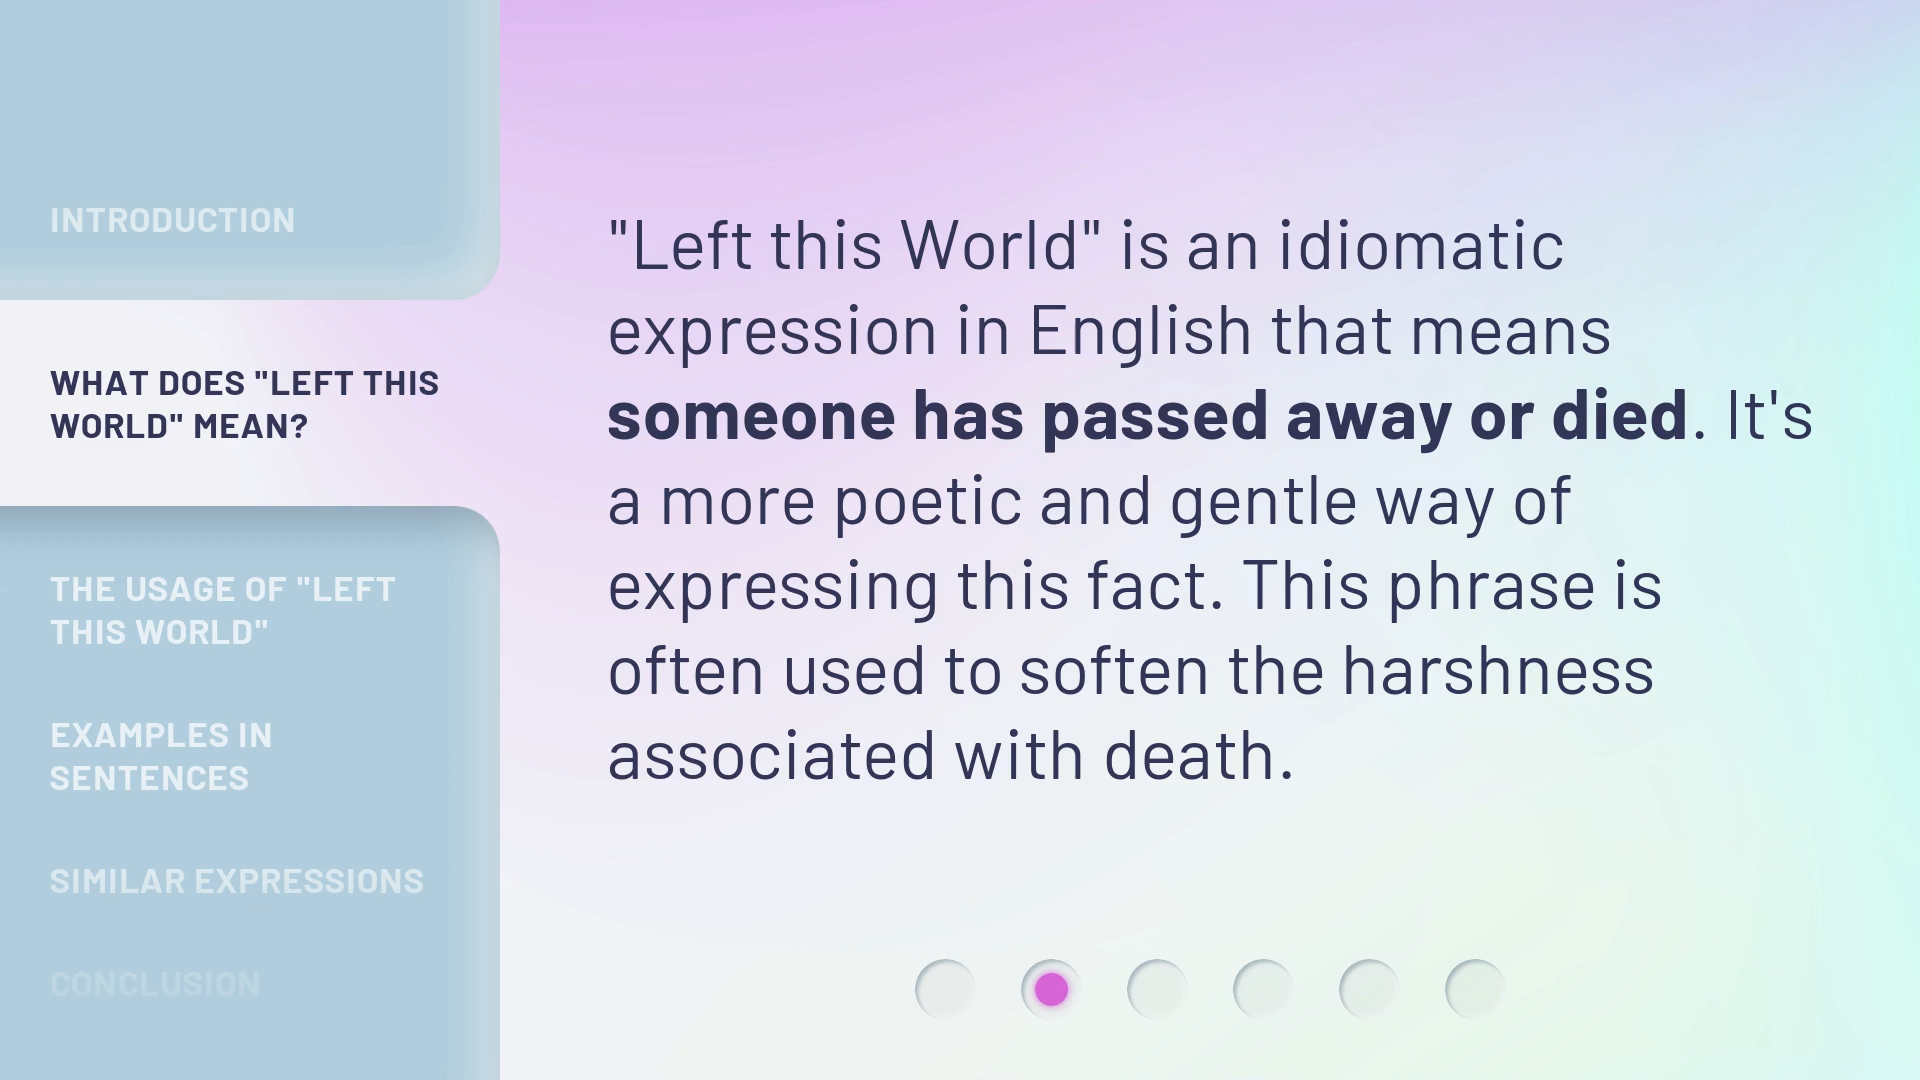 INTRODUCTION
WHAT DOES "LEFT THIS
WORLD" MEAN?
THE USAGE OF "LEFT
THIS WORLD"
EXAMPLES IN
SENTENCES
SIMILAR EXPRESSIONS
CONCLUSION
"Left this World" is an idiomatic
expression in English that means
someone has passed away or died. It's
a more poetic and gentle way of
expressing this fact. This phrase is
often used to soften the harshness
associated with death.